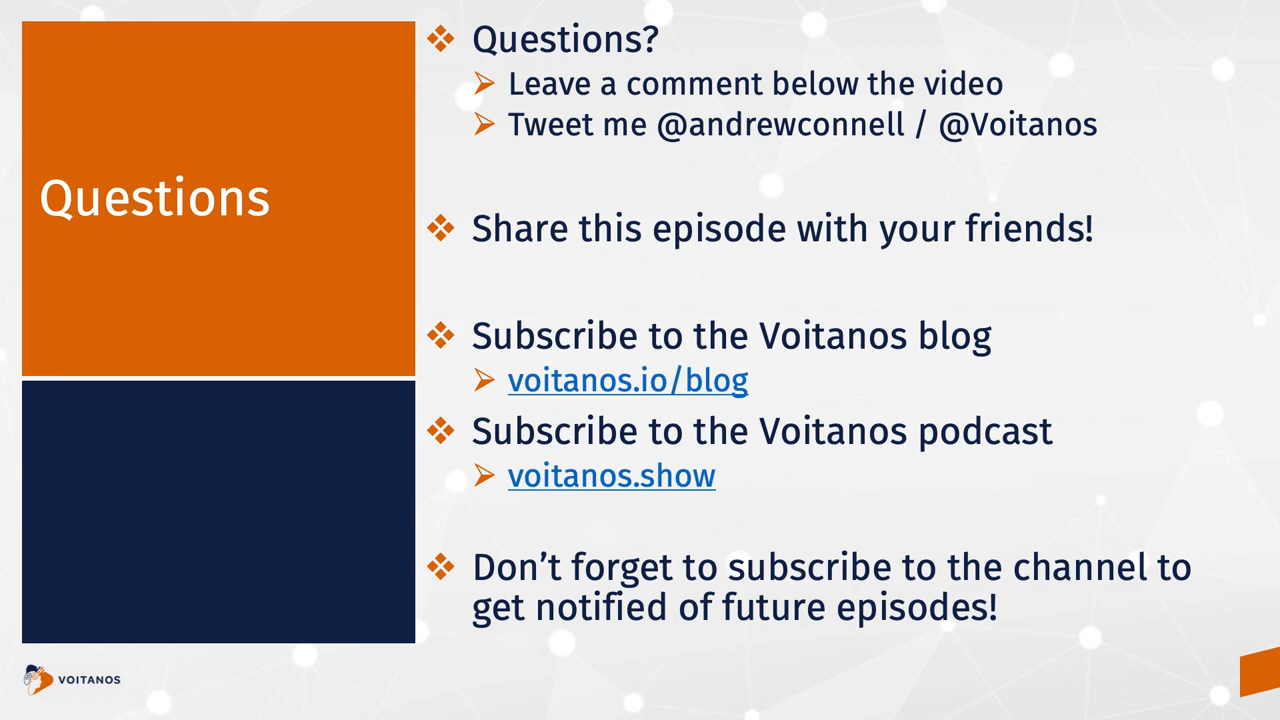 Questions
Questions?
Leave a comment below the video
Tweet me @andrewconnell / @Voitanos
Share this episode with your friends!
Subscribe to the Voitanos blog
voitanos.io/blog
Subscribe to the Voitanos podcast
voitanos.show
Don’t forget to subscribe to the channel to
get notified of future episodes!
VOITANOS